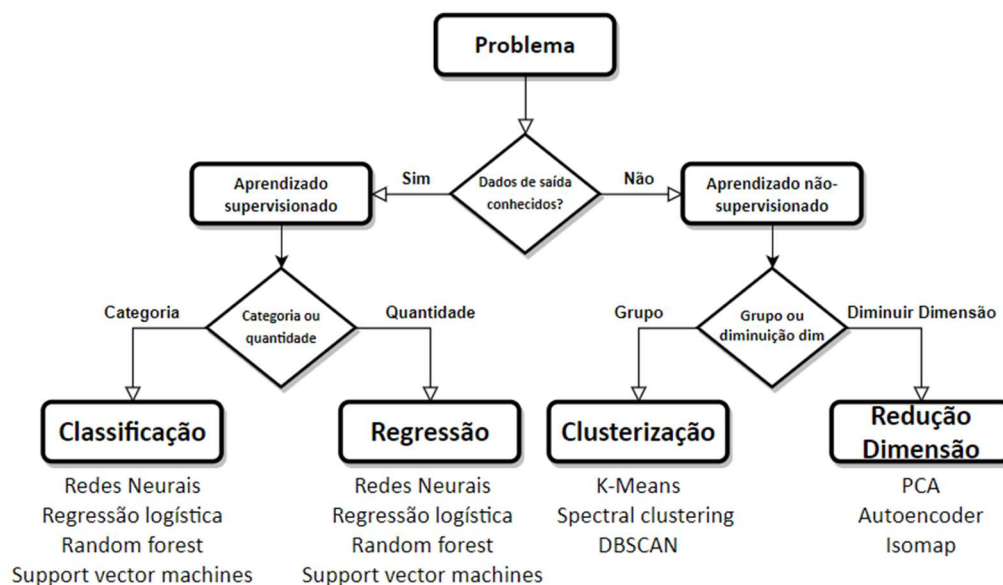 Problema
Dados de saída
conhecidos?
Sim
Não
Aprendizado
supervisionado
Aprendizado não-
supervisionado
Categoria ou
quantidade
Categoria
Quantidade
Grupo ou
diminuição dim
Grupo
Diminuir Dimensão
Classificação
Redes Neurais
Regressão logística
Random forest
Support vector machines
Regressão
Redes Neurais
Regressão logística
Random forest
Support vector machines
Clusterização
K-Means
Spectral clustering
DBSCAN
Redução
Dimensão
PCA
Autoencoder
Isomap